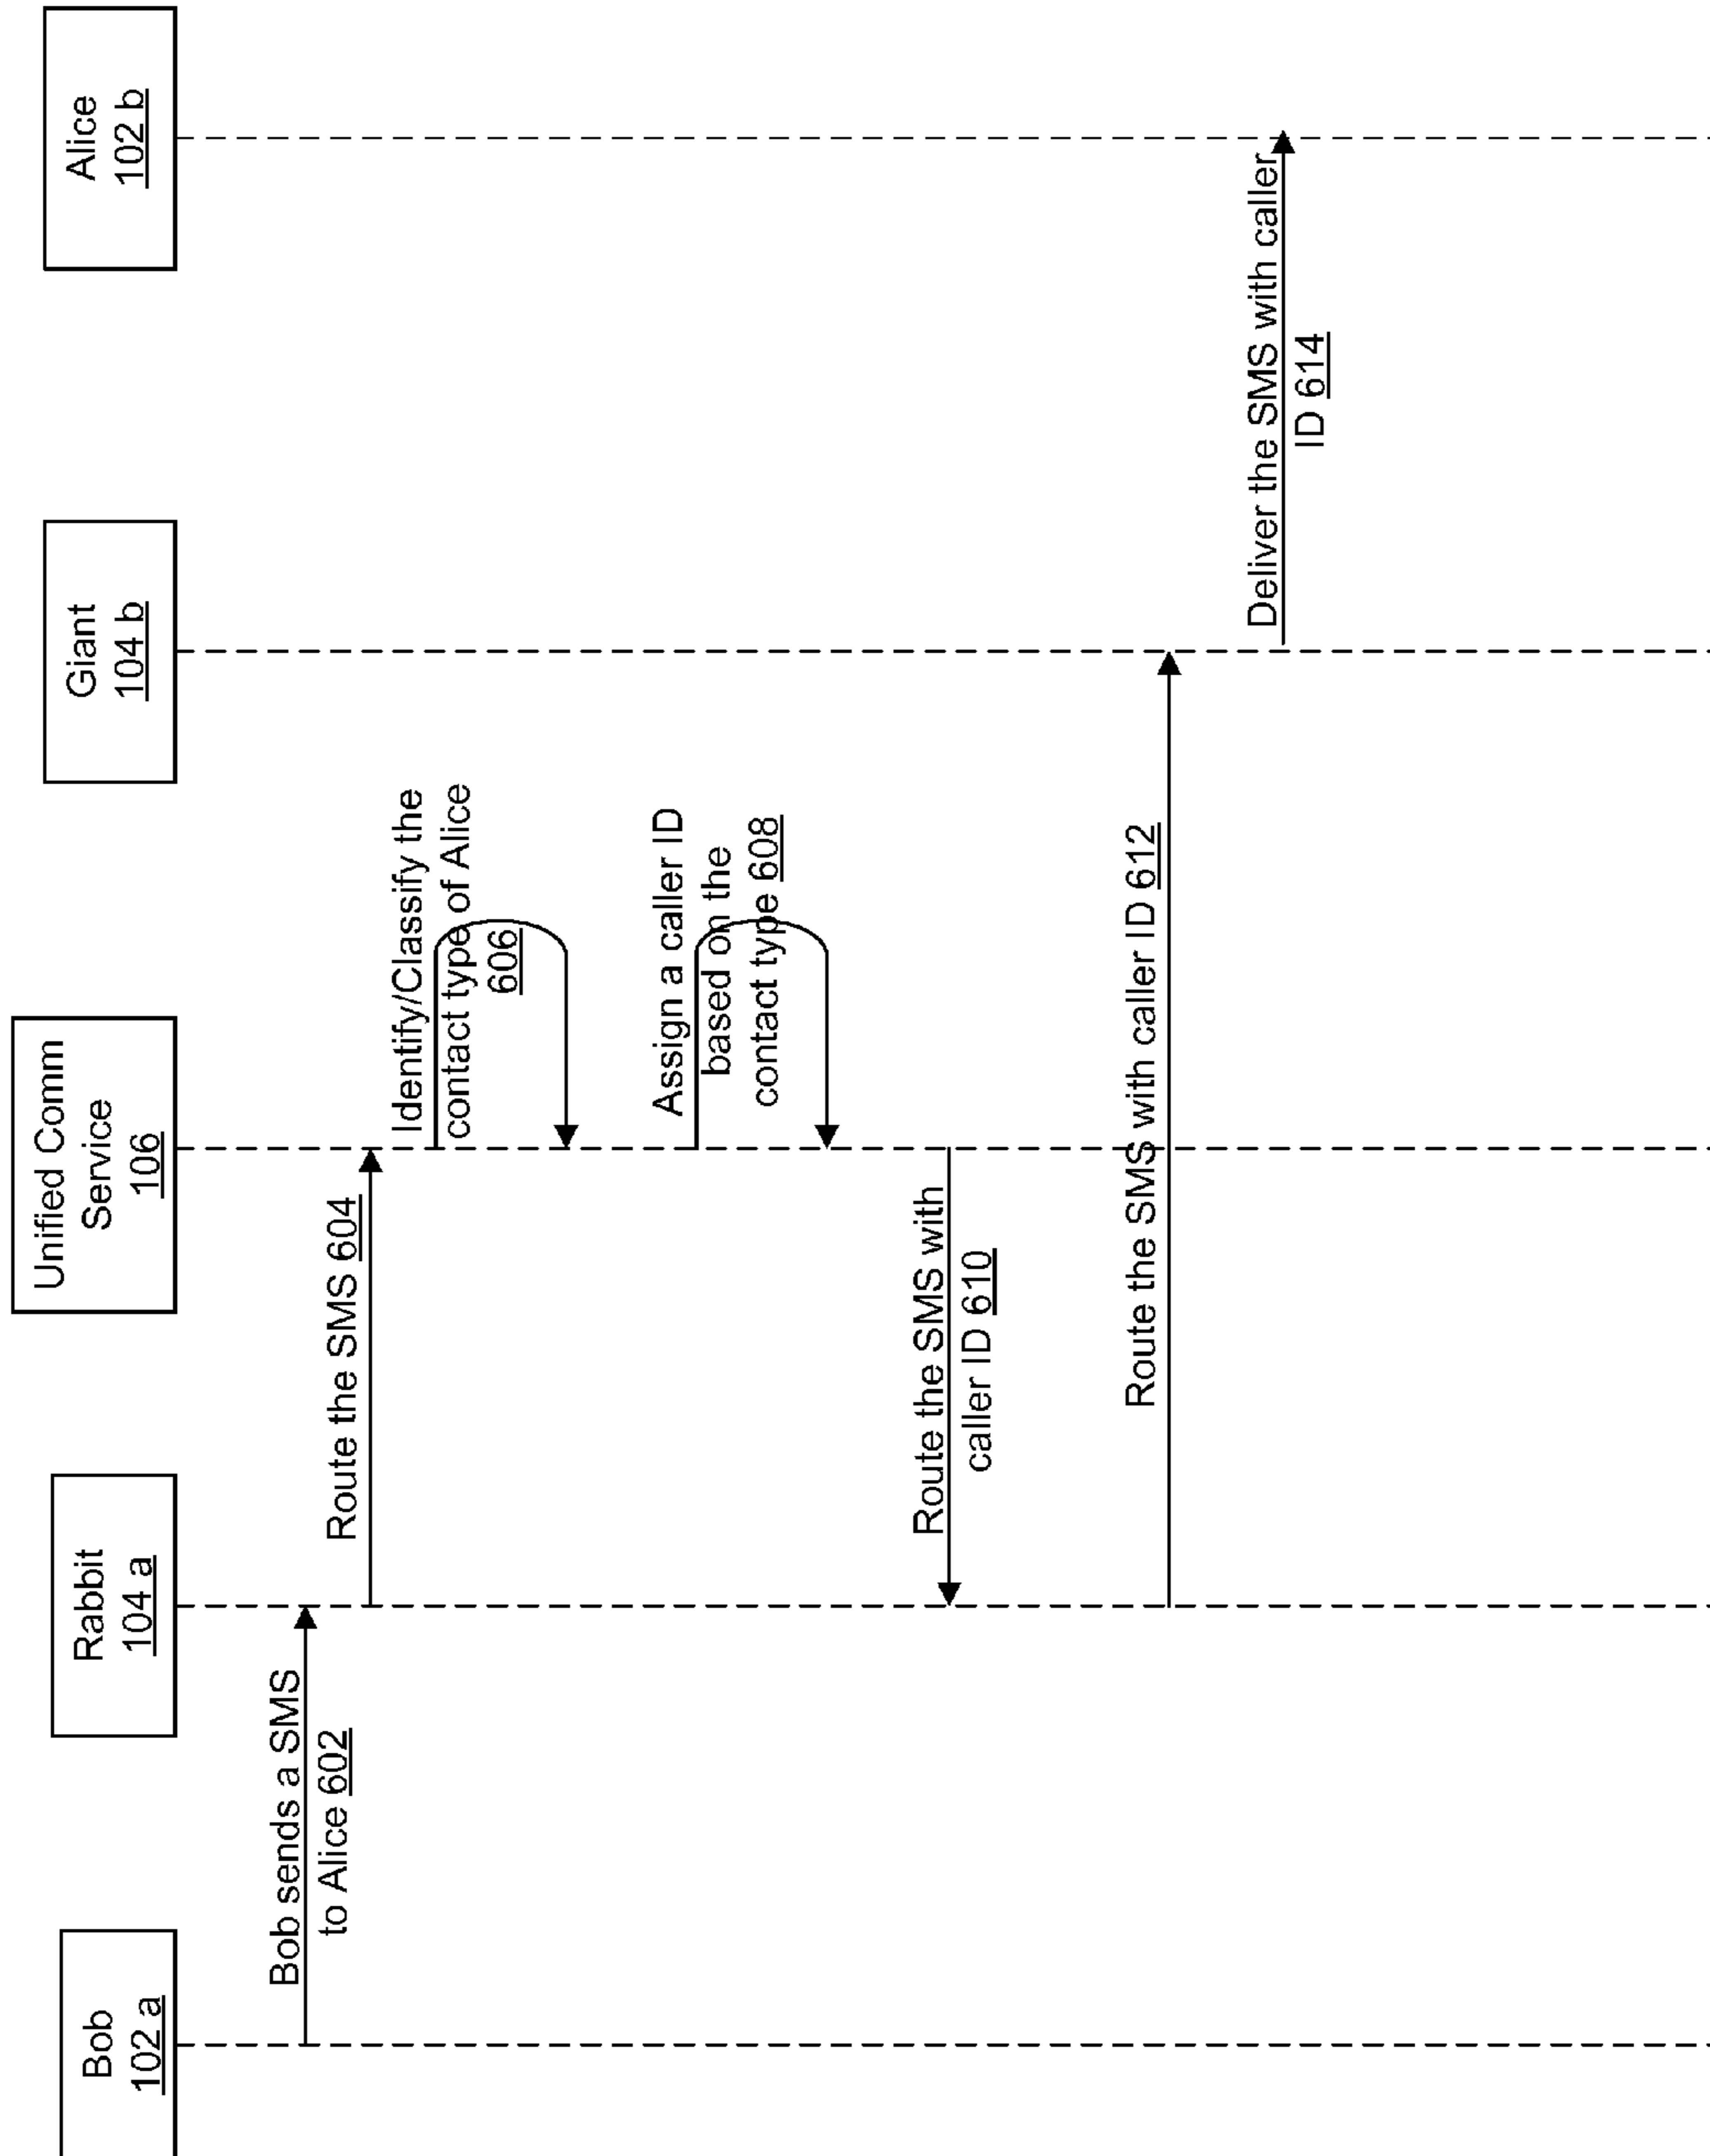 Bob
102 a
Rabbit
104 a
Unified Comm
Service
106
Giant
104 b
Alice
102 b
Bob sends a SMS
to Alice 602
Route the SMS 604
Identify/Classify the
contact type of Alice
606
Assign a caller ID
based on the
contact type 608
Route the SMS with
caller ID 610
Route the SMS with caller ID 612
Deliver the SMS with caller
ID 614